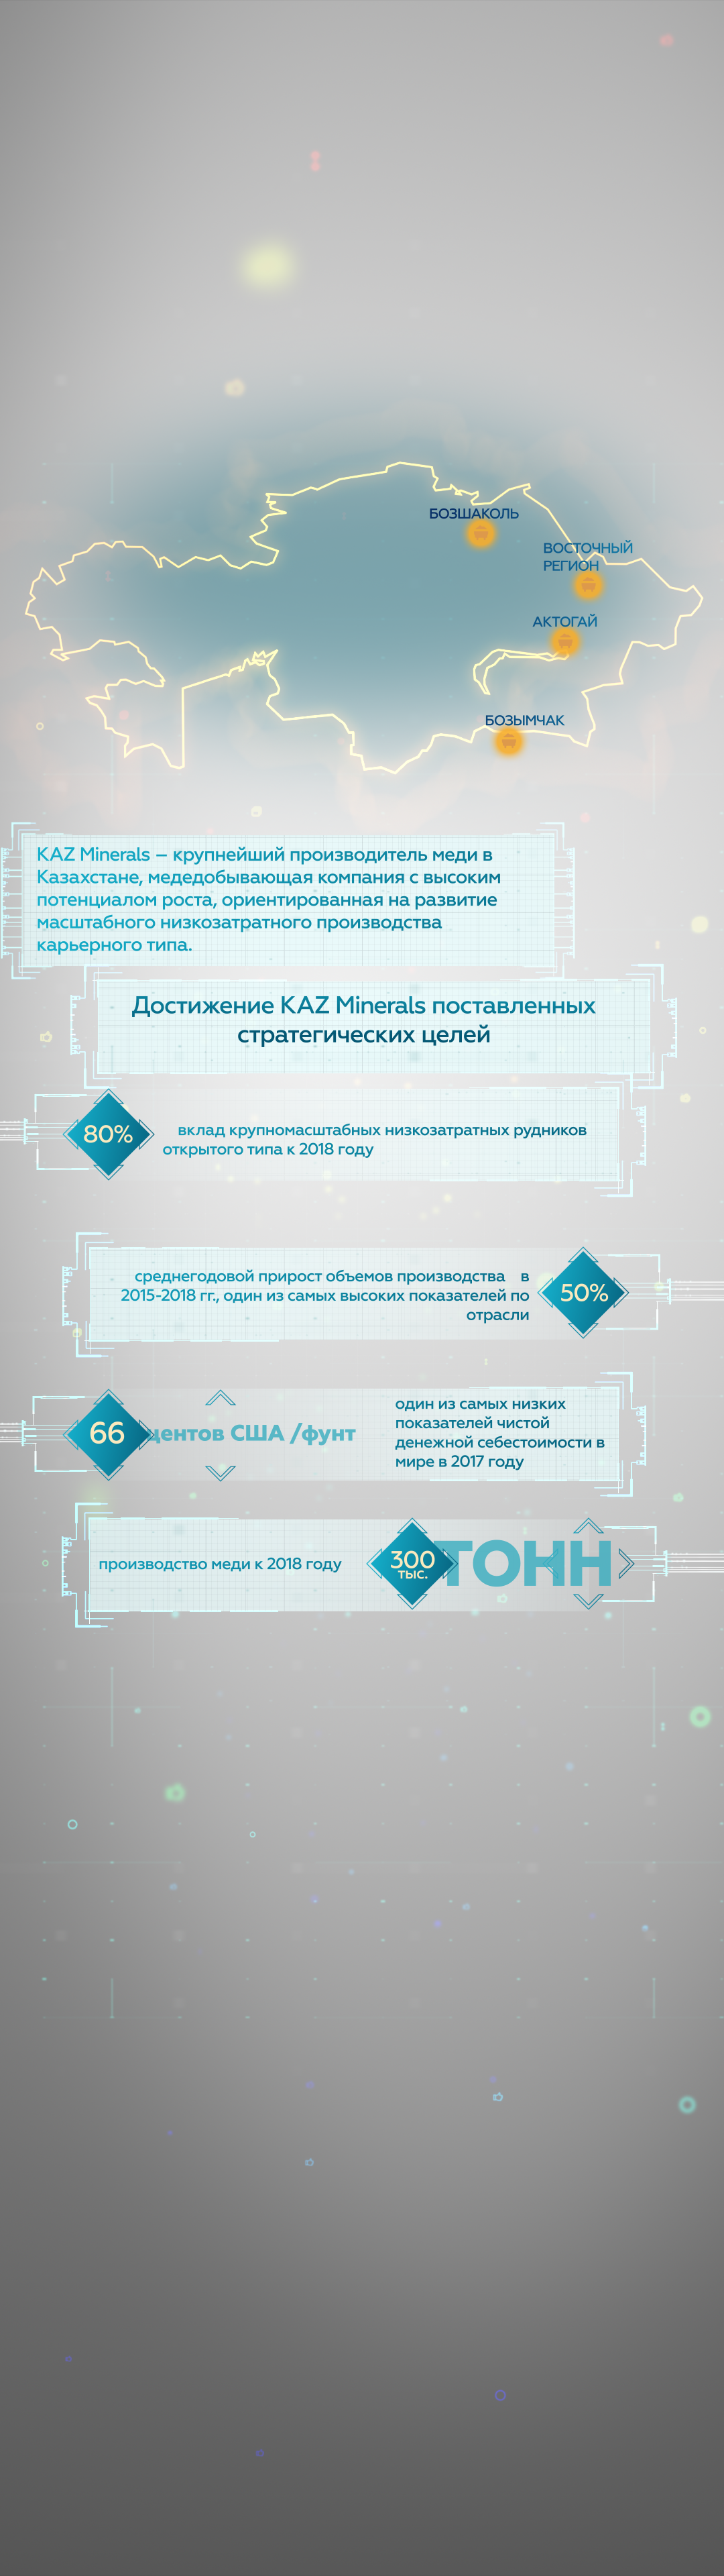 БОЗШАКОЛЬ
ВОСТОЧНЫЙ
РЕГИОН
АКТОГАЙ
БОЗЫМЧАК
KAZ Minerals – крупнейший производитель меди в
Казахстане, медедобывающая компания с высоким
потенциалом роста, ориентированная на развитие
масштабного низкозатратного производства
карьерного типа.
Достижение KAZ Minerals поставленных
стратегических целей
80%
вклад крупномасштабных низкозатратных рудников
открытого типа к 2018 году
среднегодовой прирост объемов производства в
2015-2018 гг., один из самых высоких показателей по
отрасли
50%
66 центов США /фунт
один из самых низких
показателей чистой
денежной себестоимости в
мире в 2017 году
производство меди к 2018 году
300
ТЫС.
ТОНН